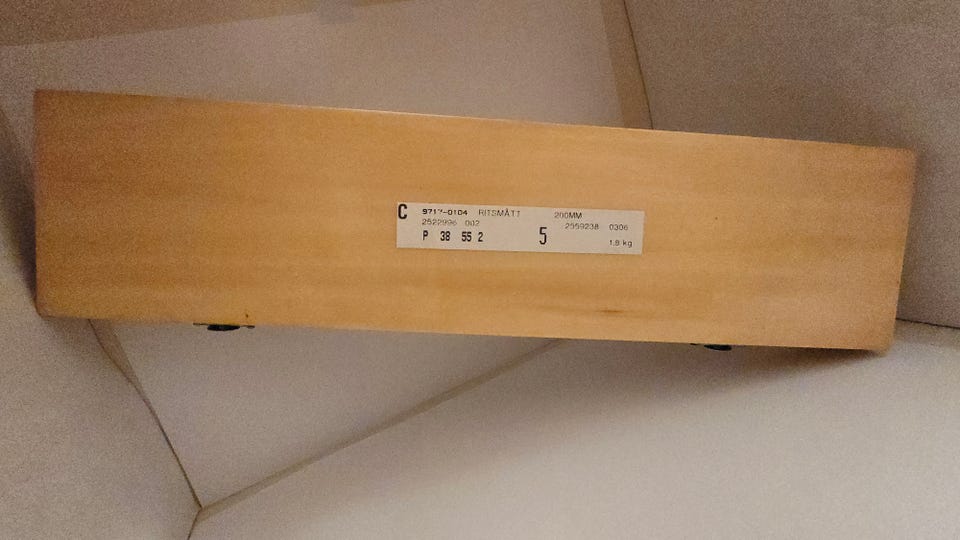 C 9717-0104 RITSMÅTT 200MM
2522996 002 2559238 0306
P 38 55 2 5 1.8 kg